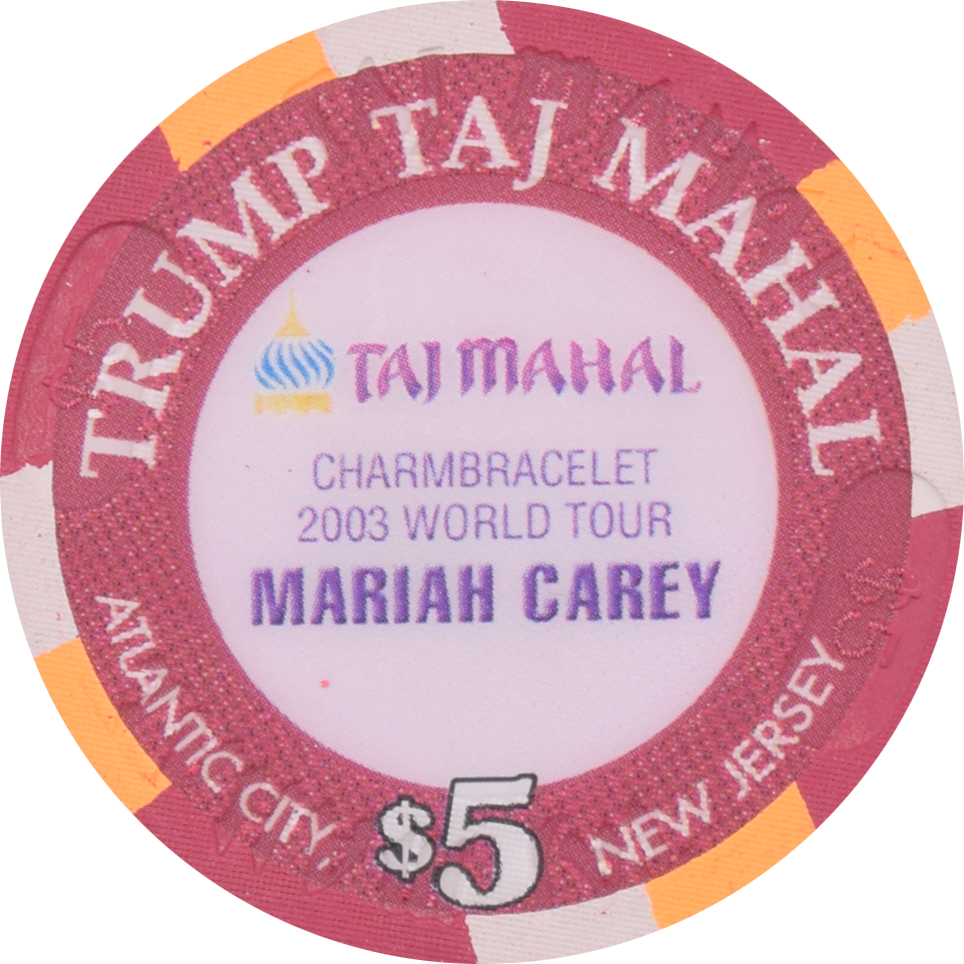 TRUMP TAJ MAHAL
TAJ MAHAL
CHARMBRACELET
2003 WORLD TOUR
MARIAH CAREY
ATLANTIC CITY,
$5
NEW JERSEY